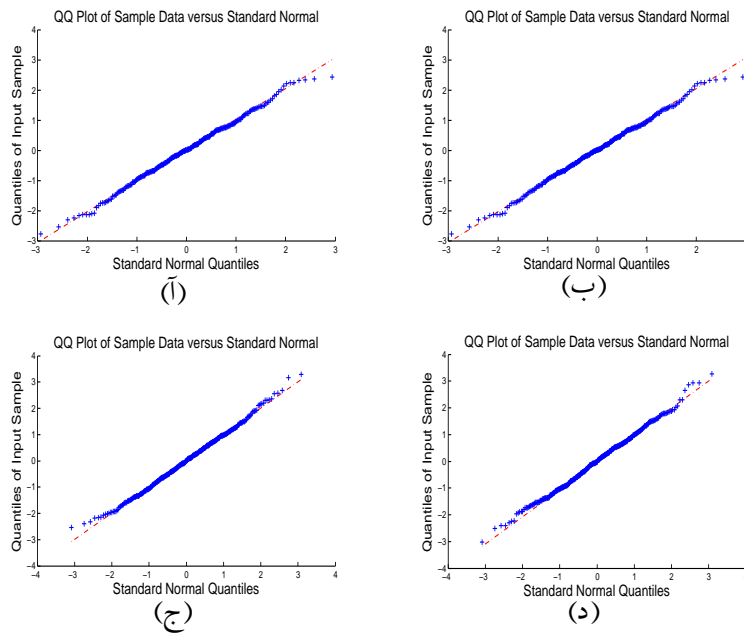 QQ Plot of Sample Data versus Standard Normal
Quantiles of Input Sample
3
2
1
0
−1
−2
−3
−3 −2 −1 0 1 2 3
Standard Normal Quantiles
(آ)
QQ Plot of Sample Data versus Standard Normal
Quantiles of Input Sample
4
3
2
1
0
−1
−2
−3
−3 −2 −1 0 1 2 3
Standard Normal Quantiles
(ب)
QQ Plot of Sample Data versus Standard Normal
Quantiles of Input Sample
4
3
2
1
0
−1
−2
−3
−4
−4 −3 −2 −1 0 1 2 3 4
Standard Normal Quantiles
(ج)
QQ Plot of Sample Data versus Standard Normal
Quantiles of Input Sample
4
3
2
1
0
−1
−2
−3
−4
−4 −3 −2 −1 0 1 2 3
Standard Normal Quantiles
(د)